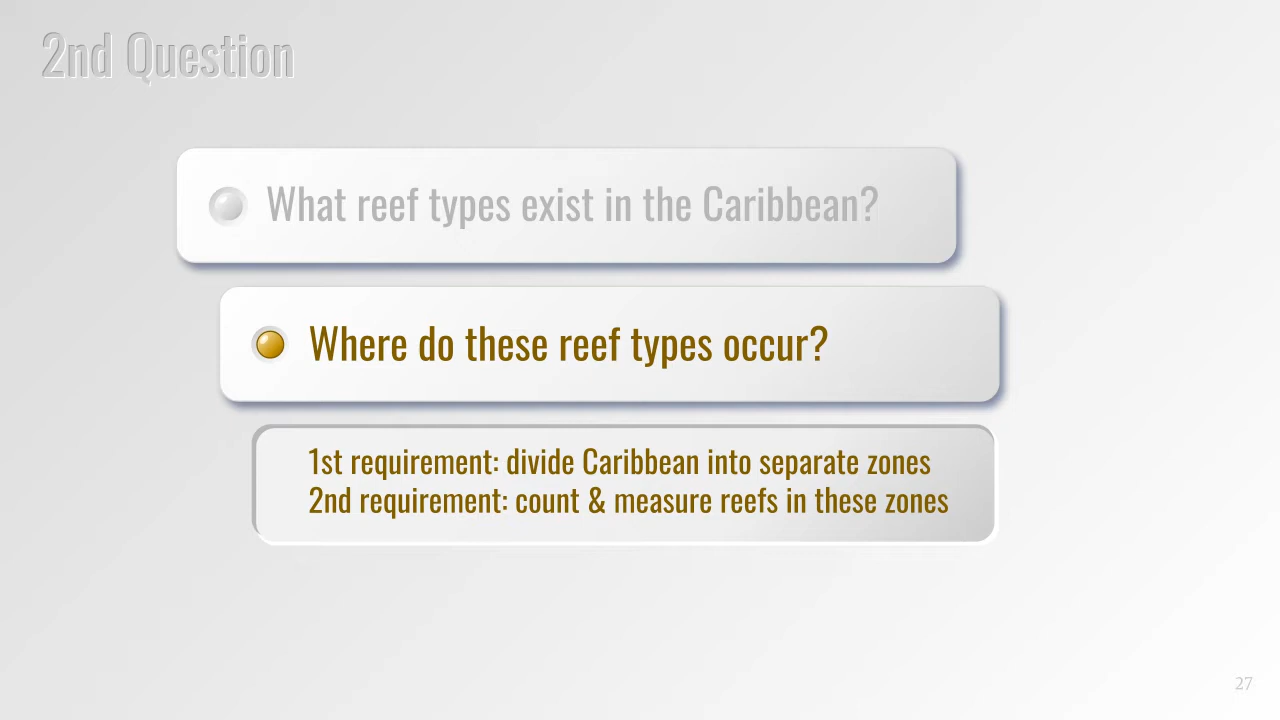 2nd Question
What reef types exist in the Caribbean?
Where do these reef types occur?
1st requirement: divide Caribbean into separate zones
2nd requirement: count & measure reefs in these zones
27